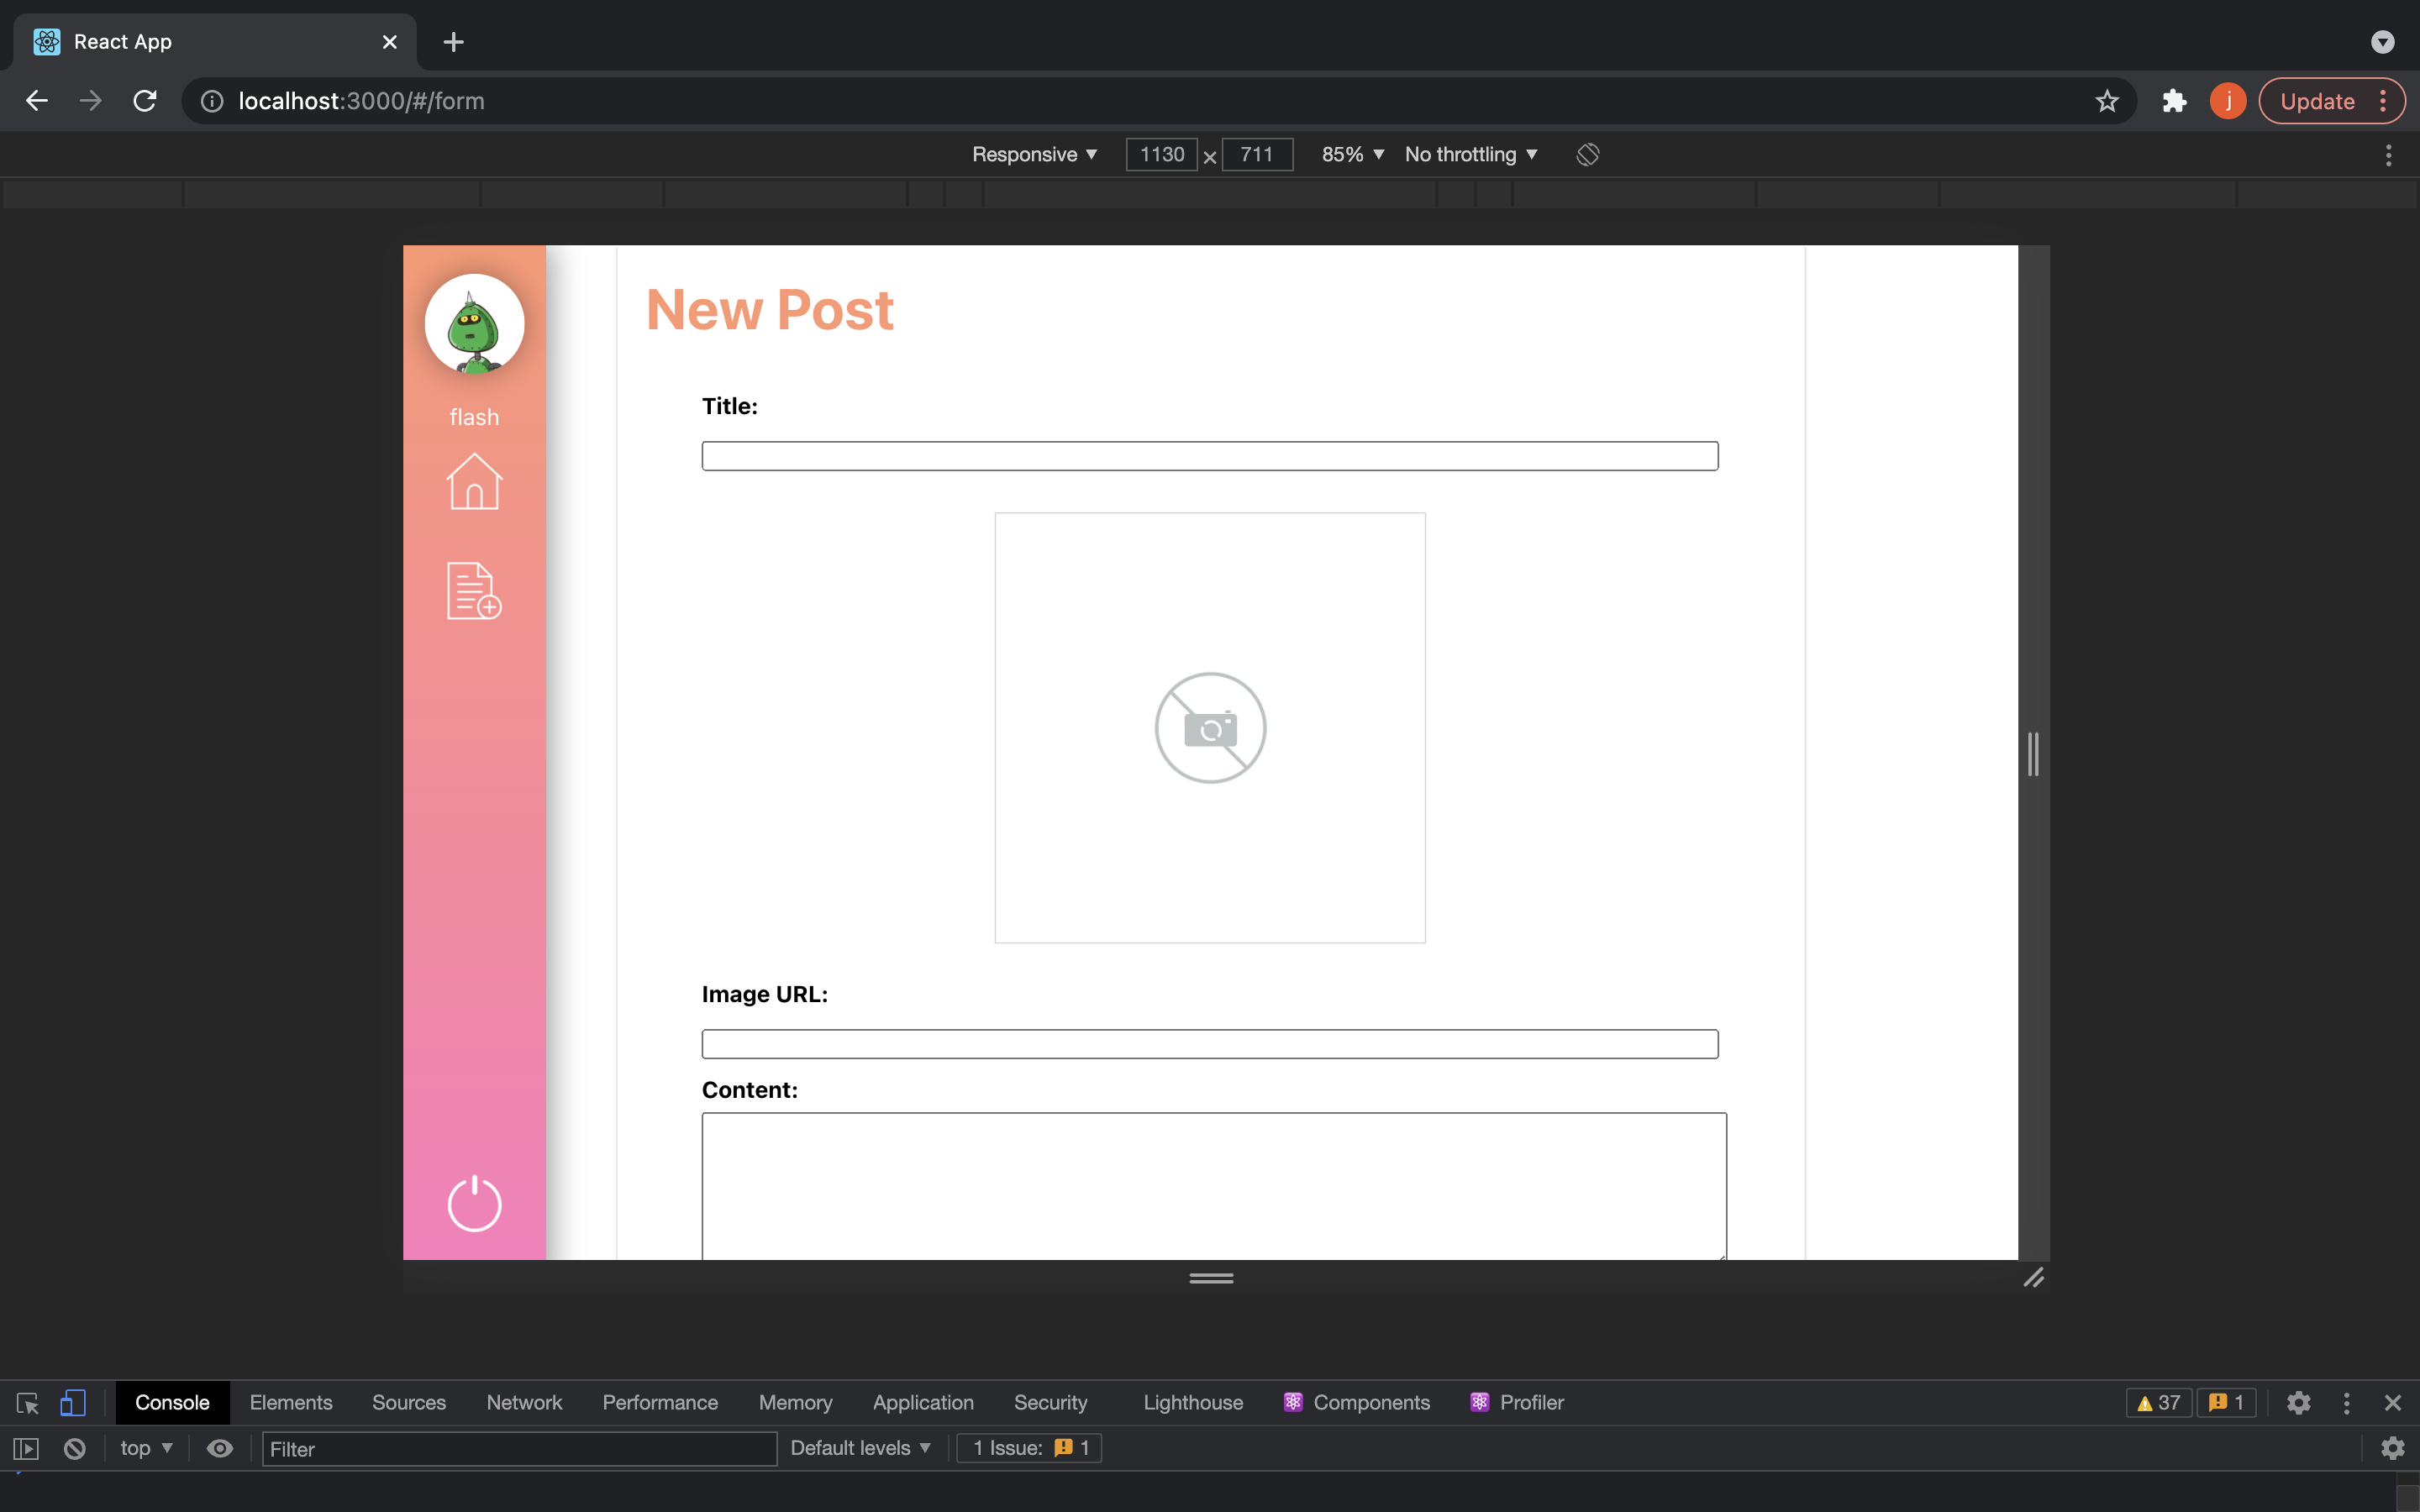 React App
localhost:3000/#/form
j
Update
Responsive 1130 × 711 85% No throttling
flash
New Post
Title:
Image URL:
Content:
Console Elements Sources Network Performance Memory Application Security Lighthouse Components Profiler 37 1
top Filter Default levels 1 Issue: 1